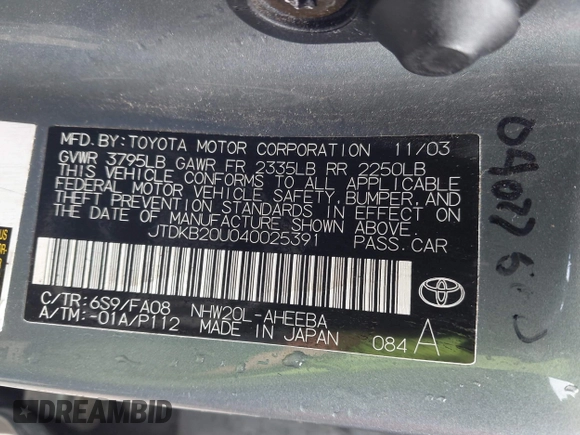 MFD. BY: TOYOTA MOTOR CORPORATION 11/03
GVWR 3795LB GAWR FR 2335LB RR 2250LB
THIS VEHICLE CONFORMS TO ALL APPLICABLE
FEDERAL MOTOR VEHICLE SAFETY, BUMPER, AND
THEFT PREVENTION STANDARDS IN EFFECT ON
THE DATE OF MANUFACTURE SHOWN ABOVE.
JTDKB20U040025391 PASS. CAR
C/TR: 6S9/FA08 NHW20L-AHEEBA
A/TM: -01A/P112 MADE IN JAPAN 084 A
TOYOTA
DREAMBID